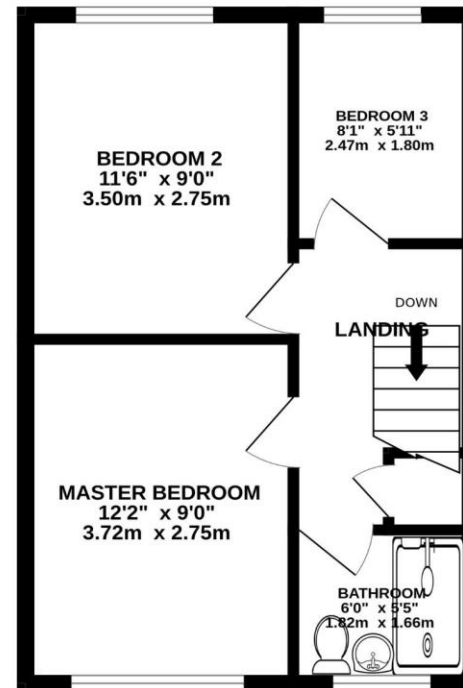 BEDROOM 2
11'6" x 9'0"
3.50m x 2.75m
BEDROOM 3
8'1" x 5'11"
2.47m x 1.80m
DOWN
LANDING
MASTER BEDROOM
12'2" x 9'0"
3.72m x 2.75m
BATHROOM
6'0" x 5'5"
1.82m x 1.66m